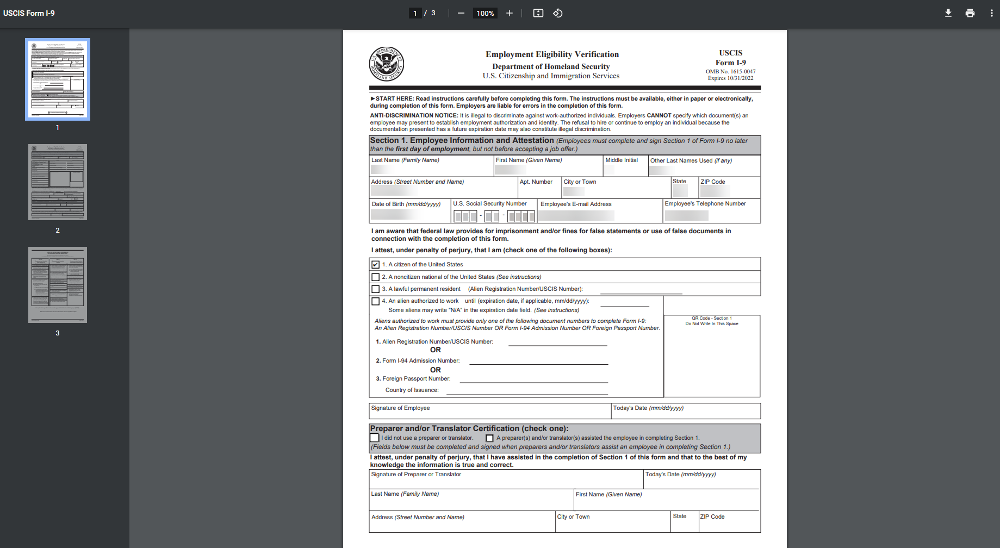 USCIS Form I-9
1 / 3
100%
1
2
3
U.S. DEPARTMENT OF HOMELAND SECURITY
Employment Eligibility Verification
Department of Homeland Security
U.S. Citizenship and Immigration Services
USCIS
Form I-9
OMB No. 1615-0047
Expires 10/31/2022
►START HERE: Read instructions carefully before completing this form. The instructions must be available, either in paper or electronically,
during completion of this form. Employers are liable for errors in the completion of this form.
ANTI-DISCRIMINATION NOTICE: It is illegal to discriminate against work-authorized individuals. Employers CANNOT specify which document(s) an
employee may present to establish employment authorization and identity. The refusal to hire or continue to employ an individual because the
documentation presented has a future expiration date may also constitute illegal discrimination.
Section 1. Employee Information and Attestation (Employees must complete and sign Section 1 of Form I-9 no later
than the first day of employment, but not before accepting a job offer.)
Last Name (Family Name) First Name (Given Name) Middle Initial Other Last Names Used (if any)
Address (Street Number and Name) Apt. Number City or Town State ZIP Code
Date of Birth (mm/dd/yyyy) U.S. Social Security Number Employee's E-mail Address Employee's Telephone Number
- -
I am aware that federal law provides for imprisonment and/or fines for false statements or use of false documents in
connection with the completion of this form.
I attest, under penalty of perjury, that I am (check one of the following boxes):
1. A citizen of the United States
2. A noncitizen national of the United States (See instructions)
3. A lawful permanent resident (Alien Registration Number/USCIS Number):
4. An alien authorized to work until (expiration date, if applicable, mm/dd/yyyy):
Some aliens may write "N/A" in the expiration date field. (See instructions)
Aliens authorized to work must provide only one of the following document numbers to complete Form I-9:
An Alien Registration Number/USCIS Number OR Form I-94 Admission Number OR Foreign Passport Number.
1. Alien Registration Number/USCIS Number:
OR
2. Form I-94 Admission Number:
OR
3. Foreign Passport Number:
Country of Issuance:
QR Code - Section 1
Do Not Write In This Space
Signature of Employee Today's Date (mm/dd/yyyy)
Preparer and/or Translator Certification (check one):
I did not use a preparer or translator. A preparer(s) and/or translator(s) assisted the employee in completing Section 1.
(Fields below must be completed and signed when preparers and/or translators assist an employee in completing Section 1.)
I attest, under penalty of perjury, that I have assisted in the completion of Section 1 of this form and that to the best of my
knowledge the information is true and correct.
Signature of Preparer or Translator Today's Date (mm/dd/yyyy)
Last Name (Family Name) First Name (Given Name)
Address (Street Number and Name) City or Town State ZIP Code